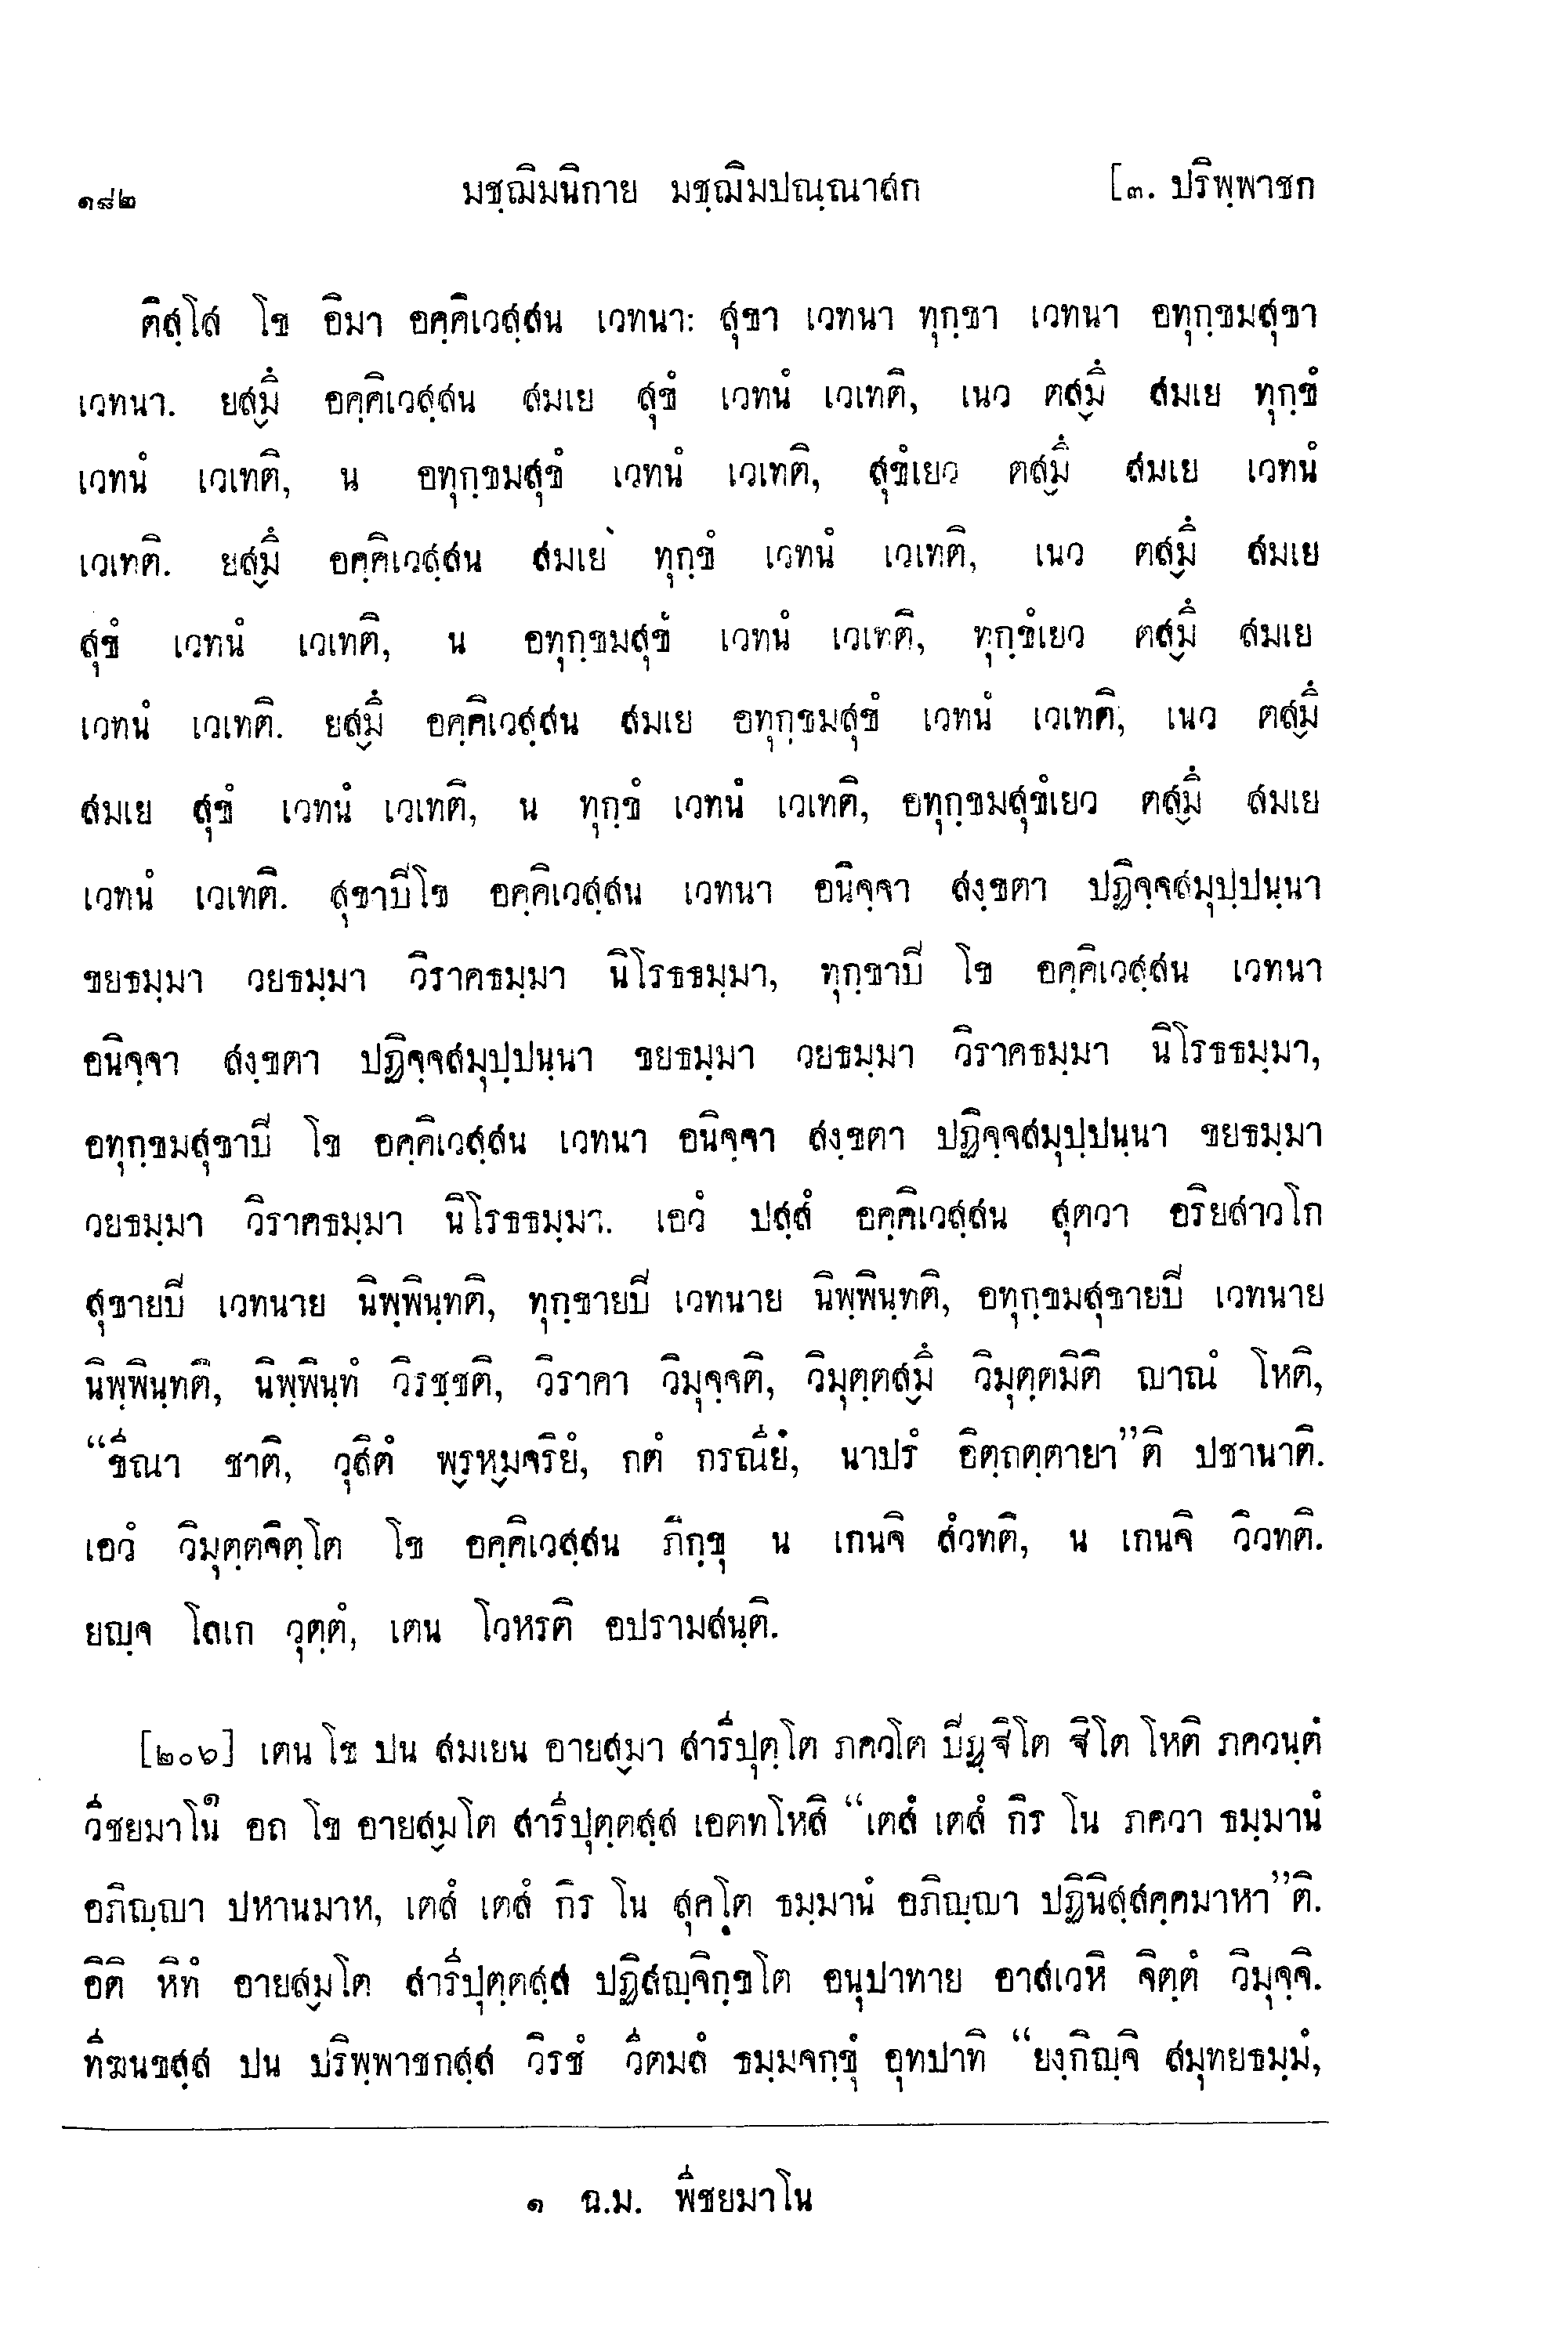 ๑๘๒ มชฺฌิมนิกาย มชฺฌิมปณฺณาสก [๓. ปริพฺพาชก
ติสฺโส โข อิมา อคฺคิเวสฺสน เวทนา: สุขา เวทนา ทุกฺขา เวทนา อทุกฺขมสุขา
เวทนา. ยสฺมึ อคฺคิเวสฺสน สมเย สุขํ เวทนํ เวเทติ, เนว ตสฺมึ สมเย ทุกฺขํ
เวทนํ เวเทติ, น อทุกฺขมสุขํ เวทนํ เวเทติ, สุขํเยว ตสฺมึ สมเย เวทนํ
เวเทติ. ยสฺมึ อคฺคิเวสฺสน สมเย ทุกฺขํ เวทนํ เวเทติ, เนว ตสฺมึ สมเย
สุขํ เวทนํ เวเทติ, น อทุกฺขมสุขํ เวทนํ เวเทติ, ทุกฺขํเยว ตสฺมึ สมเย
เวทนํ เวเทติ. ยสฺมึ อคฺคิเวสฺสน สมเย อทุกฺขมสุขํ เวทนํ เวเทติ, เนว ตสฺมึ
สมเย สุขํ เวทนํ เวเทติ, น ทุกฺขํ เวทนํ เวเทติ, อทุกฺขมสุขํเยว ตสฺมึ สมเย
เวทนํ เวเทติ. สุขาปีโข อคฺคิเวสฺสน เวทนา อนิจฺจา สงฺขตา ปฏิจฺจสมุปฺปนฺนา
ขยธมฺมา วยธมฺมา วิราคธมฺมา นิโรธธมฺมา, ทุกฺขาปี โข อคฺคิเวสฺสน เวทนา
อนิจฺจา สงฺขตา ปฏิจฺจสมุปฺปนฺนา ขยธมฺมา วยธมฺมา วิราคธมฺมา นิโรธธมฺมา,
อทุกฺขมสุขาปี โข อคฺคิเวสฺสน เวทนา อนิจฺจา สงฺขตา ปฏิจฺจสมุปฺปนฺนา ขยธมฺมา
วยธมฺมา วิราคธมฺมา นิโรธธมฺมา. เอวํ ปสฺสํ อคฺคิเวสฺสน สุตวา อริยสาวโก
สุขายปี เวทนาย นิพฺพินฺทติ, ทุกฺขายปี เวทนาย นิพฺพินฺทติ, อทุกฺขมสุขายปี เวทนาย
นิพฺพินฺทติ, นิพฺพินฺทํ วิรชฺชติ, วิราคา วิมุจฺจติ, วิมุตฺตสฺมึ วิมุตฺตมิติ ญาณํ โหติ,
“ขีณา ชาติ, วุสิตํ พฺรหฺมจริยํ, กตํ กรณียํ, นาปรํ อิตฺถตฺตายา”ติ ปชานาติ.
เอวํ วิมุตฺตจิตฺโต โข อคฺคิเวสฺสน ภิกฺขุ น เกนจิ สํวทติ, น เกนจิ วิวทติ.
ยญฺจ โลเก วุตฺตํ, เตน โวหรติ อปรามสนฺติ.
[๒๐๖] เตน โข ปน สมเยน อายสฺมา สารีปุตฺโต ภควโต ปีฏฺฐิโต ฐิโต โหติ ภควนฺตํ
วีชยมาโน๑ อถ โข อายสฺมโต สารีปุตฺตสฺส เอตทโหสิ “เตสํ เตสํ กิร โน ภควา ธมฺมานํ
อภิญฺญา ปหานมาห, เตสํ เตสํ กิร โน สุคโต ธมฺมานํ อภิญฺญา ปฏินิสฺสคฺคมาหา”ติ.
อิติ หิทํ อายสฺมโต สารีปุตฺตสฺส ปฏิสญฺจิกฺขโต อนุปาทาย อาสเวหิ จิตฺตํ วิมุจฺจิ.
ทีฆนขสฺส ปน ปริพฺพาชกสฺส วิรชํ วีตมลํ ธมฺมจกฺขุํ อุทปาทิ “ยงฺกิญฺจิ สมุทยธมฺมํ,
๑ ฉ.ม. พีชยมาโน